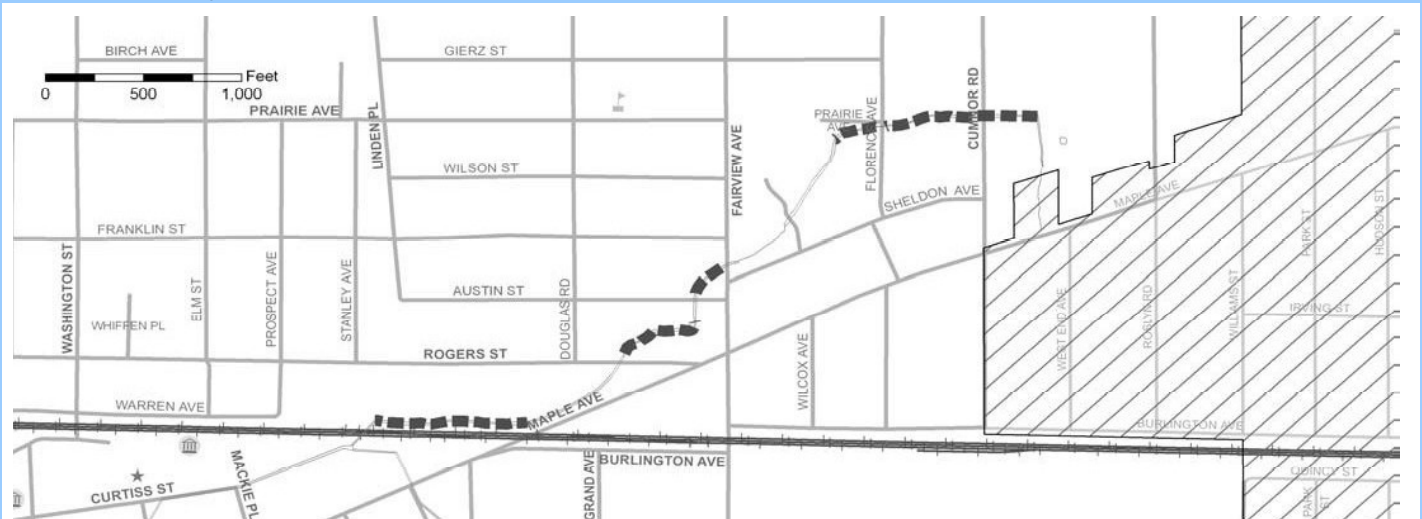 BIRCH AVE
GIERZ ST
Feet
0 500 1,000
PRAIRIE AVE
LINDEN PL
PRAIRIE
AVE
FLORENCE AVE
CUMNOR RD
FAIRVIEW AVE
WILSON ST
SHELDON AVE
MAPLE AVE
FRANKLIN ST
WASHINGTON ST
ELM ST
PROSPECT AVE
STANLEY AVE
AUSTIN ST
DOUGLAS RD
WHIFFEN PL
ROGERS ST
WILCOX AVE
WEST END AVE
ROSLYN RD
WILLIAMS ST
PARK ST
HUDSON ST
IRVING ST
WARREN AVE
MAPLE AVE
BURLINGTON AVE
BURLINGTON AVE
MACKIE PL
CURTISS ST
GRAND AVE
QUINCY ST
PARK
ST